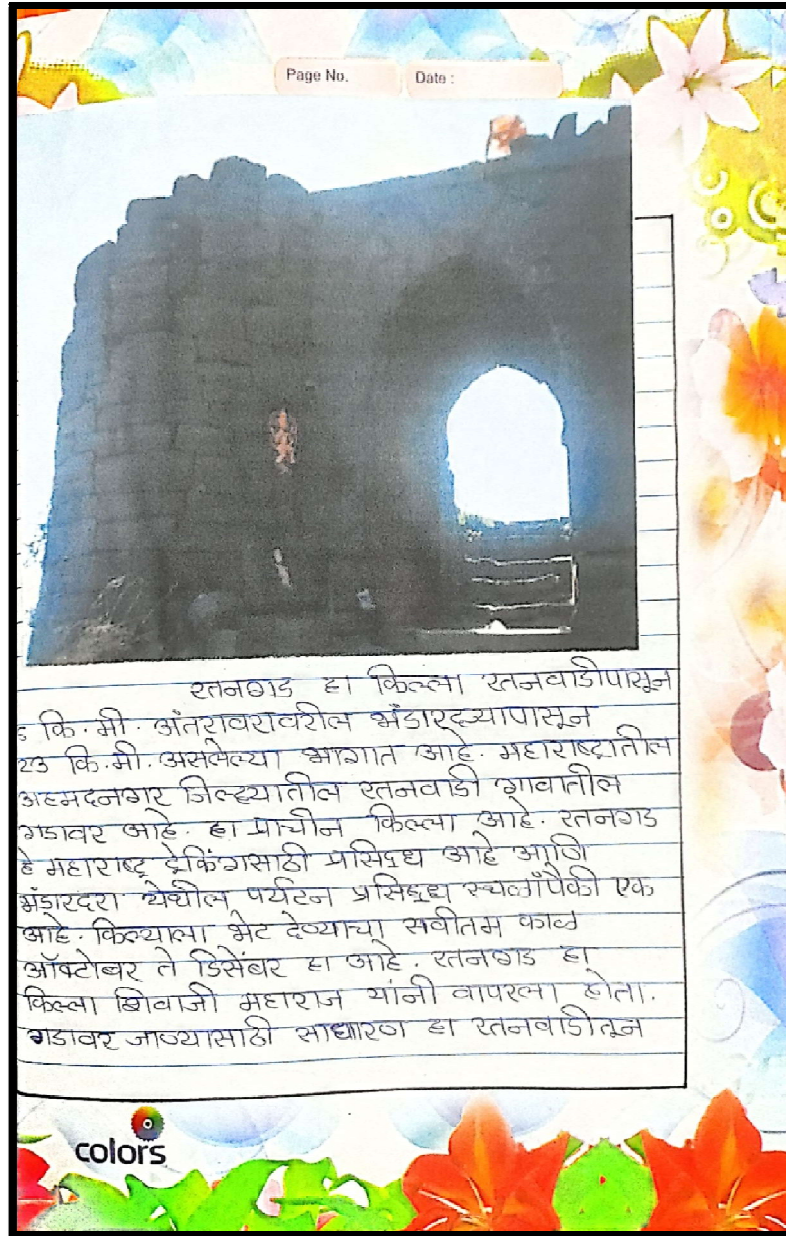 Page No.
Date :
रतनगड हा किल्ला रतनवाडीपासून
६ कि.मी. अंतरावरावरील भंडारदऱ्यापासून
२३ कि.मी. असलेल्या भागात आहे. महाराष्ट्रातील
अहमदनगर जिल्ह्यातील रतनवाडी गावातील
गडावर आहे. हा प्राचीन किल्ला आहे. रतनगड
हे महाराष्ट्र ट्रेकिंगसाठी प्रसिद्ध आहे आणि
भंडारदरा येथील पर्यटन प्रसिद्ध स्थळांपैकी एक
आहे. किल्याला भेट देण्याचा सर्वोतम काळ
ऑक्टोबर ते डिसेंबर हा आहे. रतनगड हा
किल्ला शिवाजी महाराज यांनी वापरला होता.
गडावर जाण्यासाठी साधारण हा रतनवाडीतून
colors